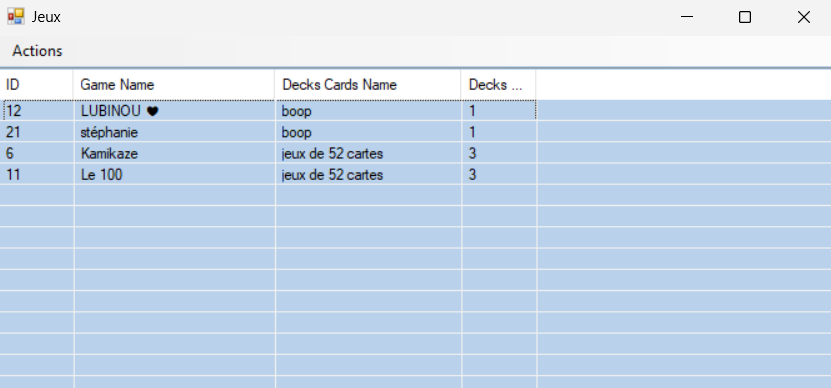 Jeux
Actions
ID Game Name Decks Cards Name Decks ...
12 LUBINOU ♥ boop 1
21 stéphanie boop 1
6 Kamikaze jeux de 52 cartes 3
11 Le 100 jeux de 52 cartes 3